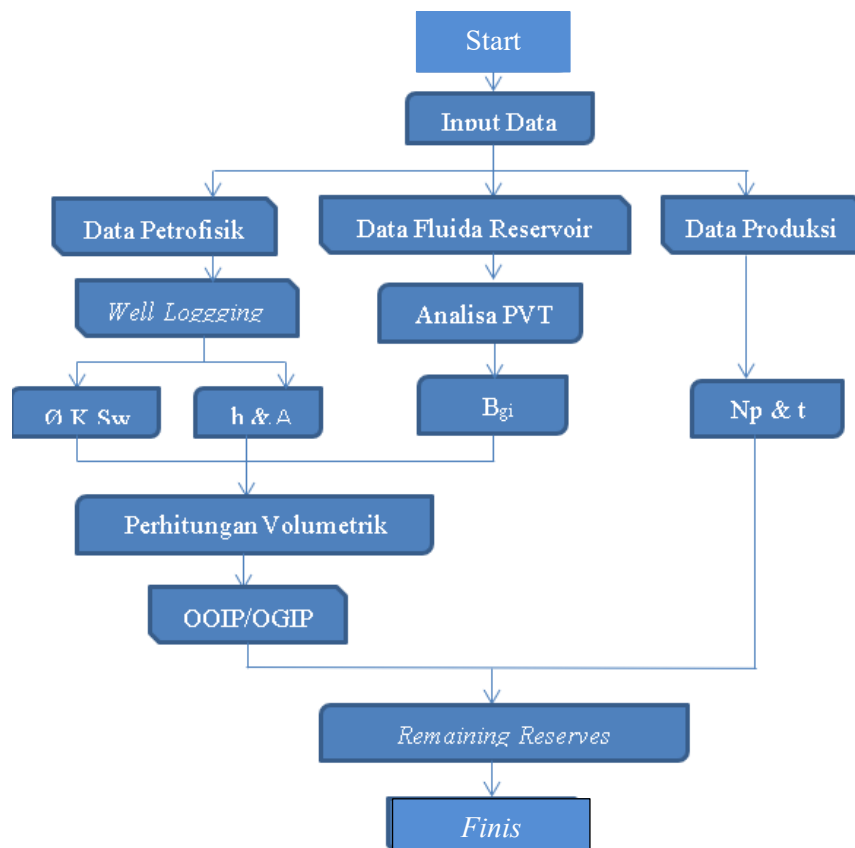 Start
Input Data
Data Petrofisik
Data Fluida Reservoir
Data Produksi
Well Loggging
Analisa PVT
Ø K Sw
h & A
Bgi
Np & t
Perhitungan Volumetrik
OOIP/OGIP
Remaining Reserves
Finis